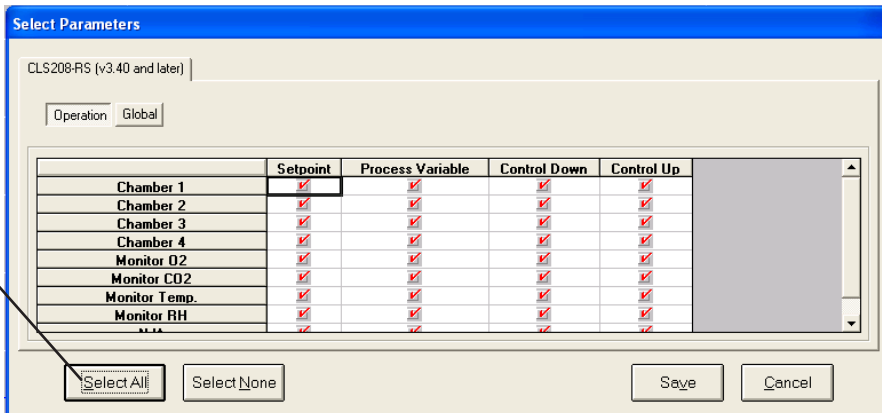 Select Parameters
CLS208-RS (v3.40 and later)
Operation Global
Setpoint Process Variable Control Down Control Up
Chamber 1
Chamber 2
Chamber 3
Chamber 4
Monitor O2
Monitor CO2
Monitor Temp.
Monitor RH
Select All Select None Save Cancel